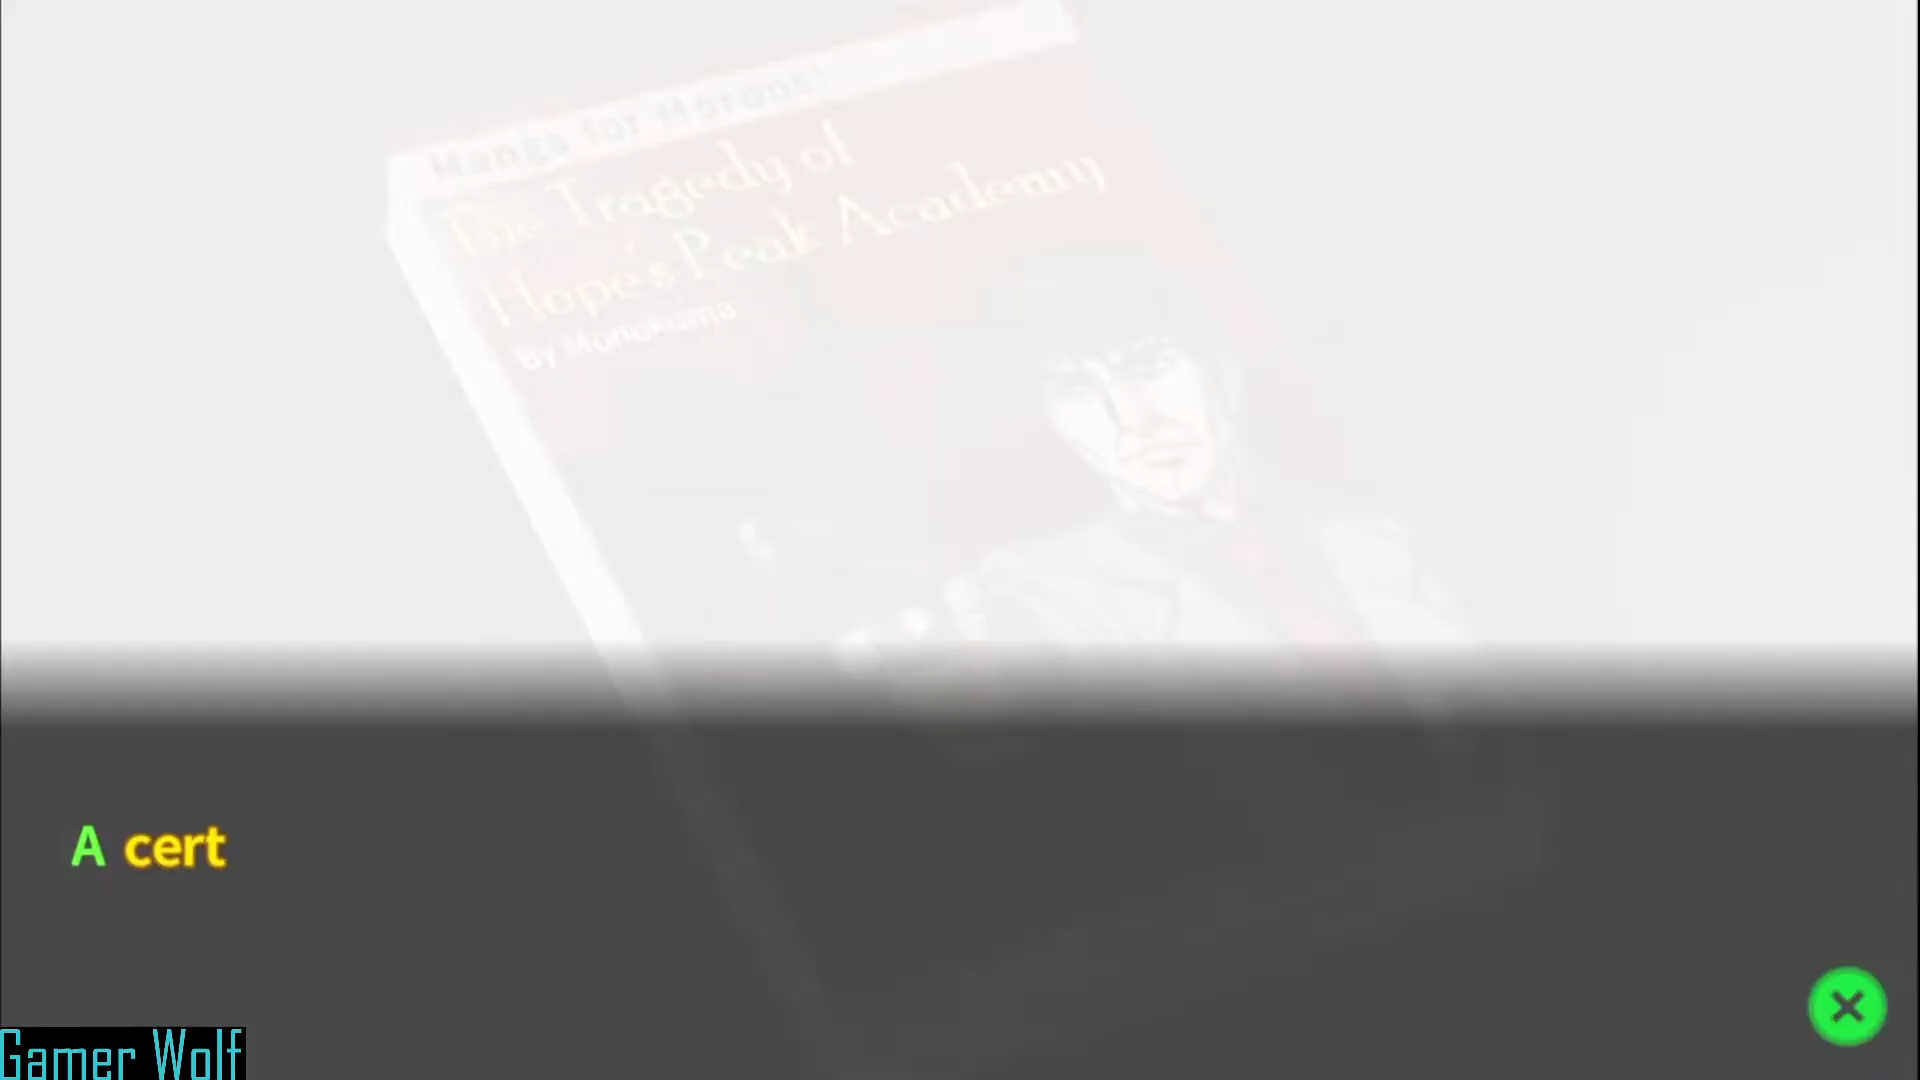 Manga for Morons!
The Tragedy of
Hope's Peak Academy
By Monokuma
A cert
Gamer Wolf